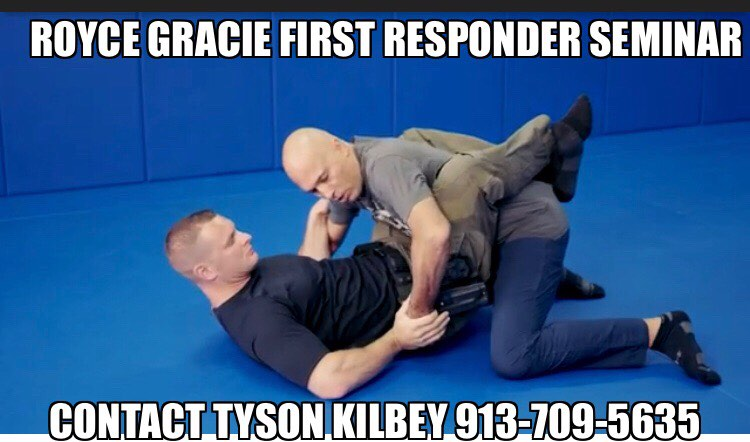 ROYCE GRACIE FIRST RESPONDER SEMINAR
CONTACT TYSON KILBEY 913-709-5635